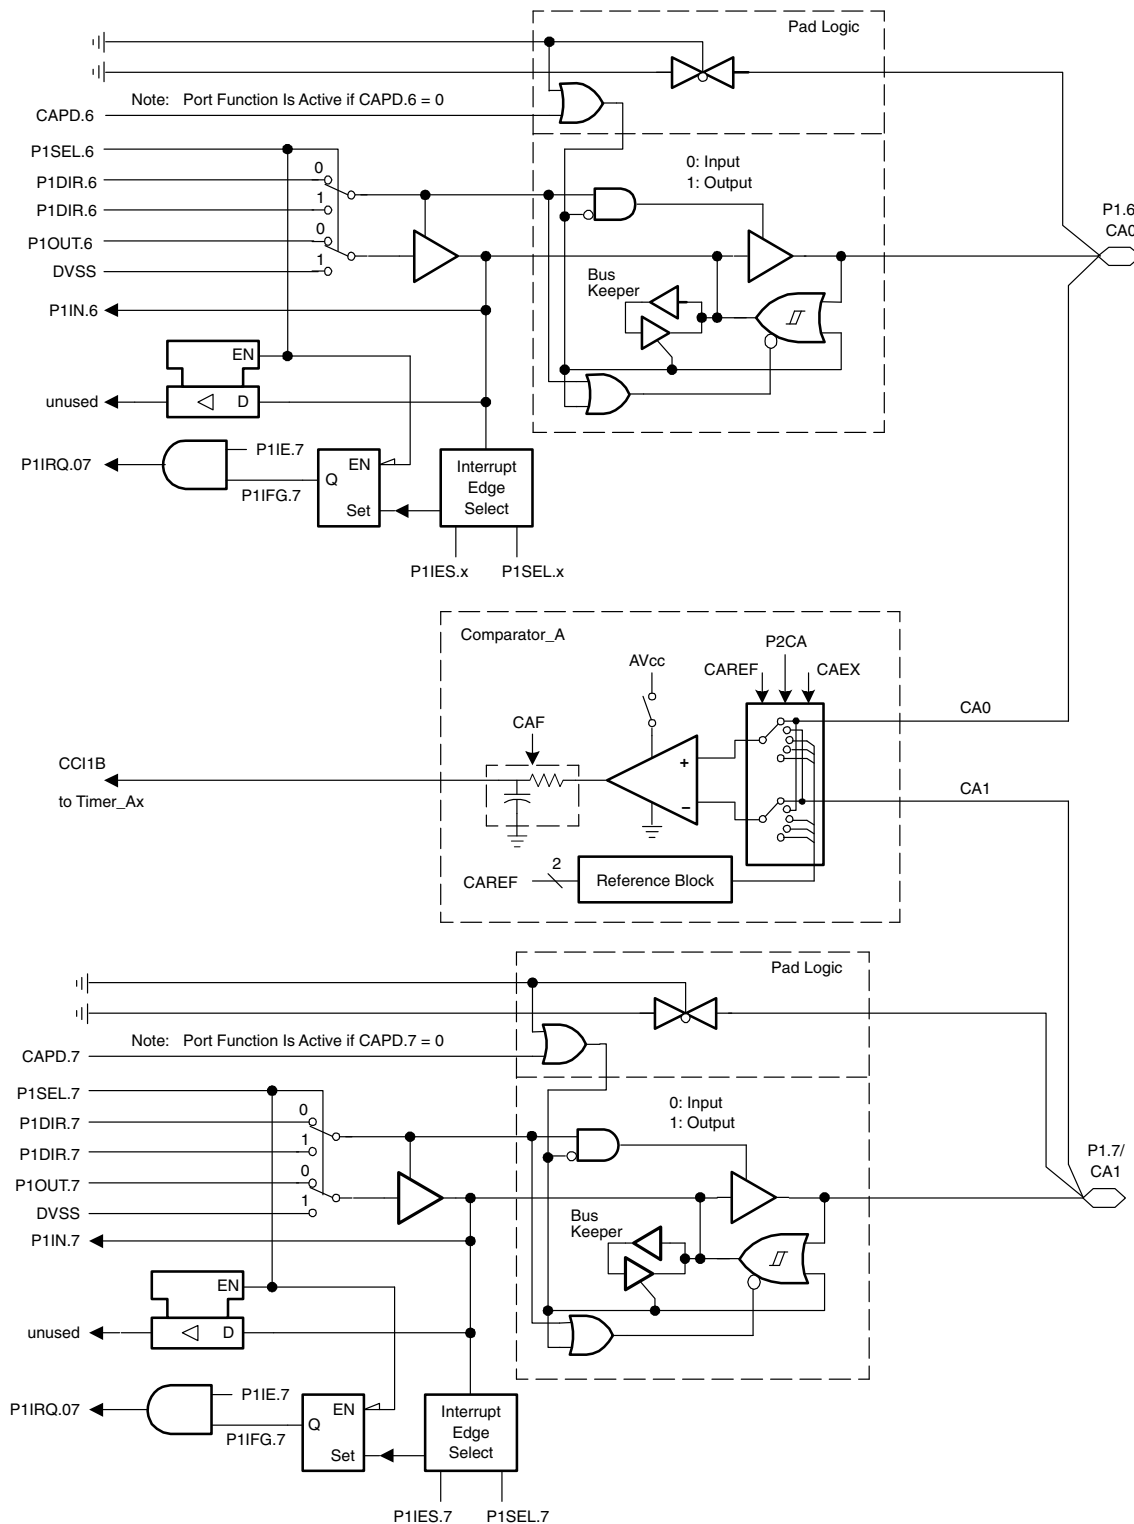 Pad Logic
Note: Port Function Is Active if CAPD.6 = 0
CAPD.6
P1SEL.6
0
P1DIR.6
1
P1DIR.6
0
P1OUT.6
1
DVSS
P1IN.6
0: Input
1: Output
Bus
Keeper
P1.6
CA0
EN
D
unused
P1IRQ.07
P1IE.7
P1IFG.7
EN
Q
Set
Interrupt
Edge
Select
P1IES.x
P1SEL.x
Comparator_A
P2CA
AVcc
CAREF
CAEX
CAF
CA0
+
−
CCI1B
to Timer_Ax
CA1
2
CAREF
Reference Block
Pad Logic
Note: Port Function Is Active if CAPD.7 = 0
CAPD.7
P1SEL.7
0
P1DIR.7
1
P1DIR.7
0
P1OUT.7
1
DVSS
P1IN.7
0: Input
1: Output
Bus
Keeper
P1.7/
CA1
EN
D
unused
P1IRQ.07
P1IE.7
P1IFG.7
EN
Q
Set
Interrupt
Edge
Select
P1IES.7
P1SEL.7